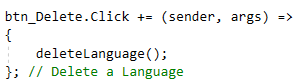 btn_Delete.Click += (sender, args) =>
{
    deleteLanguage();
}; // Delete a Language